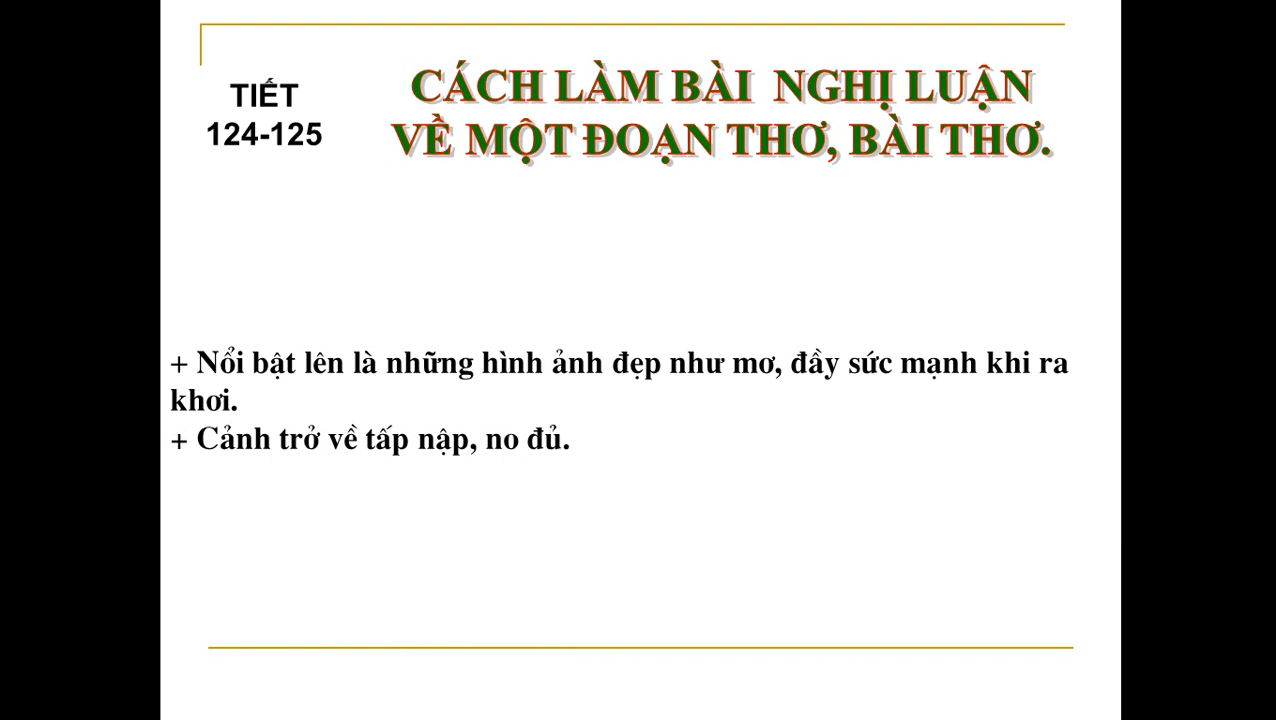 TIẾT
124-125
CÁCH LÀM BÀI NGHỊ LUẬN
VỀ MỘT ĐOẠN THƠ, BÀI THƠ.
+ Nổi bật lên là những hình ảnh đẹp như mơ, đầy sức mạnh khi ra
khơi.
+ Cảnh trở về tấp nập, no đủ.